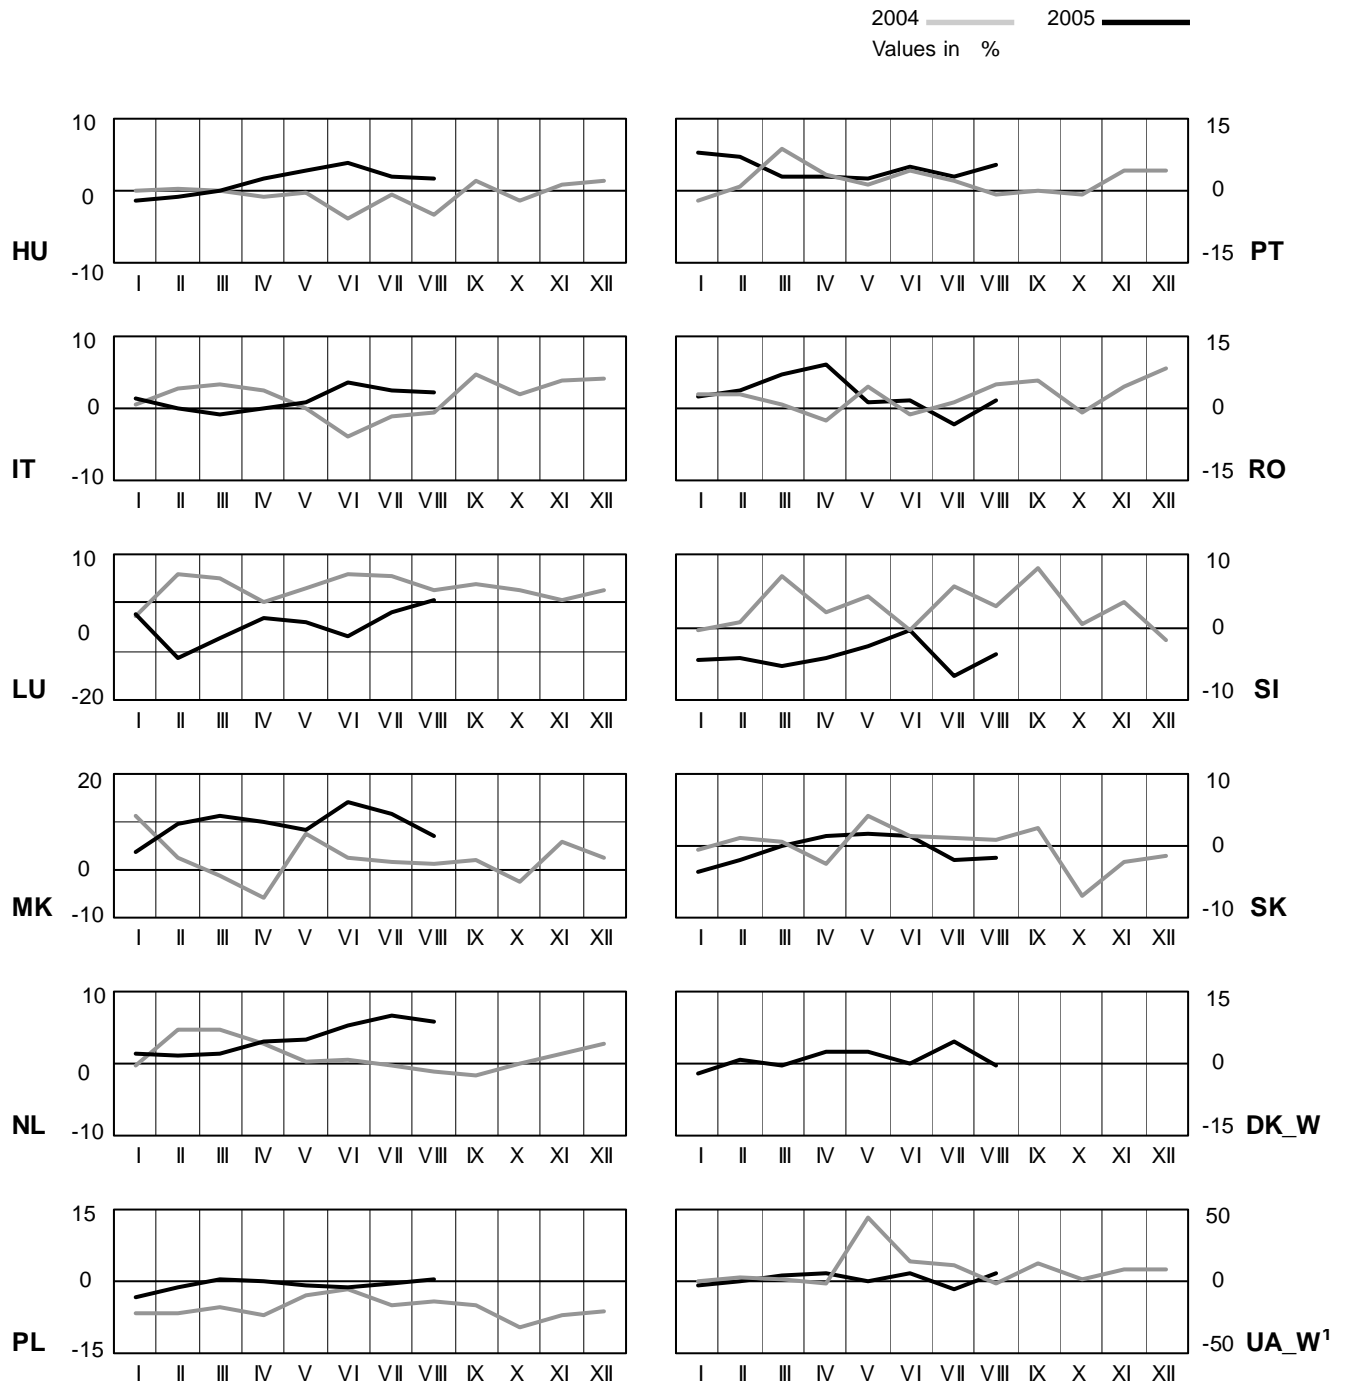 2004 2005
Values in %
10 0 -10 HU
I II III IV V VI VII VIII IX X XI XII
15 0 -15 PT
I II III IV V VI VII VIII IX X XI XII
10 0 -10 IT
I II III IV V VI VII VIII IX X XI XII
15 0 -15 RO
I II III IV V VI VII VIII IX X XI XII
10 0 -20 LU
I II III IV V VI VII VIII IX X XI XII
10 0 -10 SI
I II III IV V VI VII VIII IX X XI XII
20 0 -10 MK
I II III IV V VI VII VIII IX X XI XII
10 0 -10 SK
I II III IV V VI VII VIII IX X XI XII
10 0 -10 NL
I II III IV V VI VII VIII IX X XI XII
15 0 -15 DK_W
I II III IV V VI VII VIII IX X XI XII
15 0 -15 PL
I II III IV V VI VII VIII IX X XI XII
50 0 -50 UA_W¹
I II III IV V VI VII VIII IX X XI XII